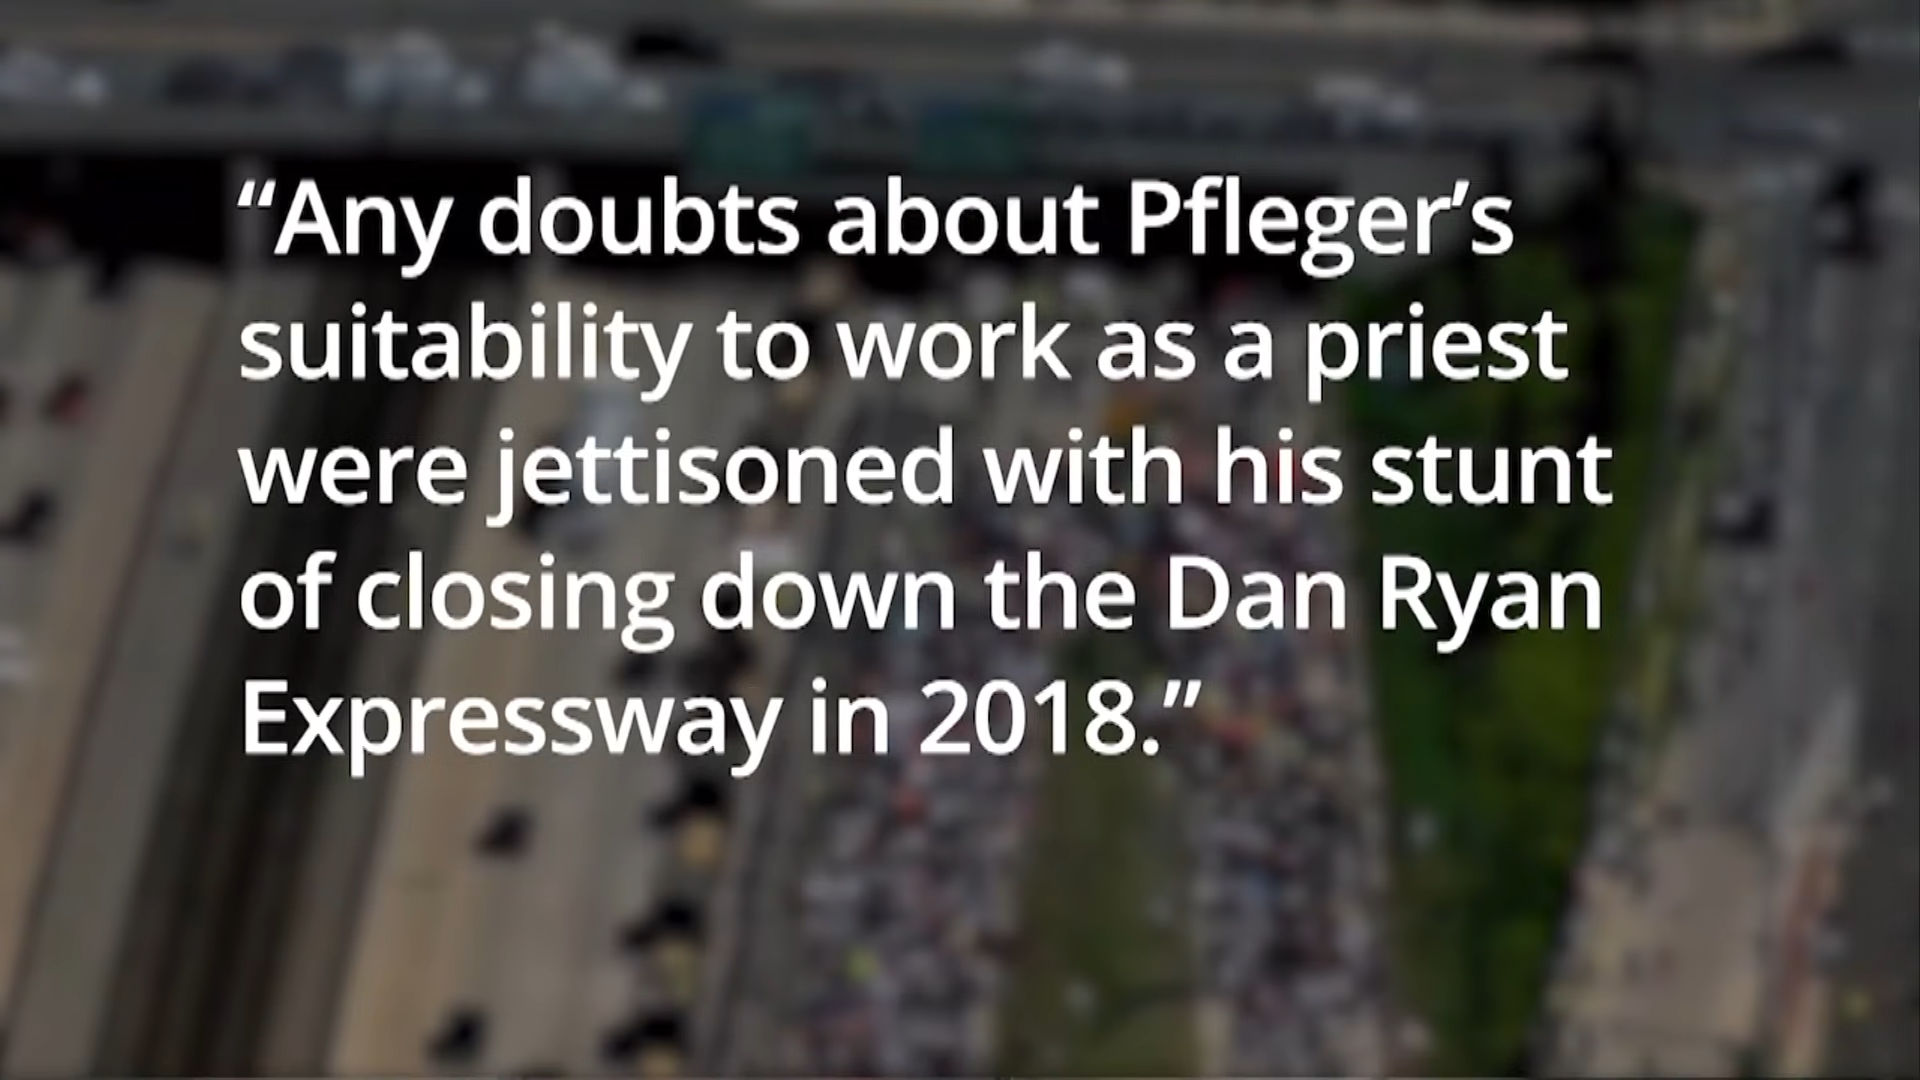 “Any doubts about Pfleger’s
suitability to work as a priest
were jettisoned with his stunt
of closing down the Dan Ryan
Expressway in 2018.”